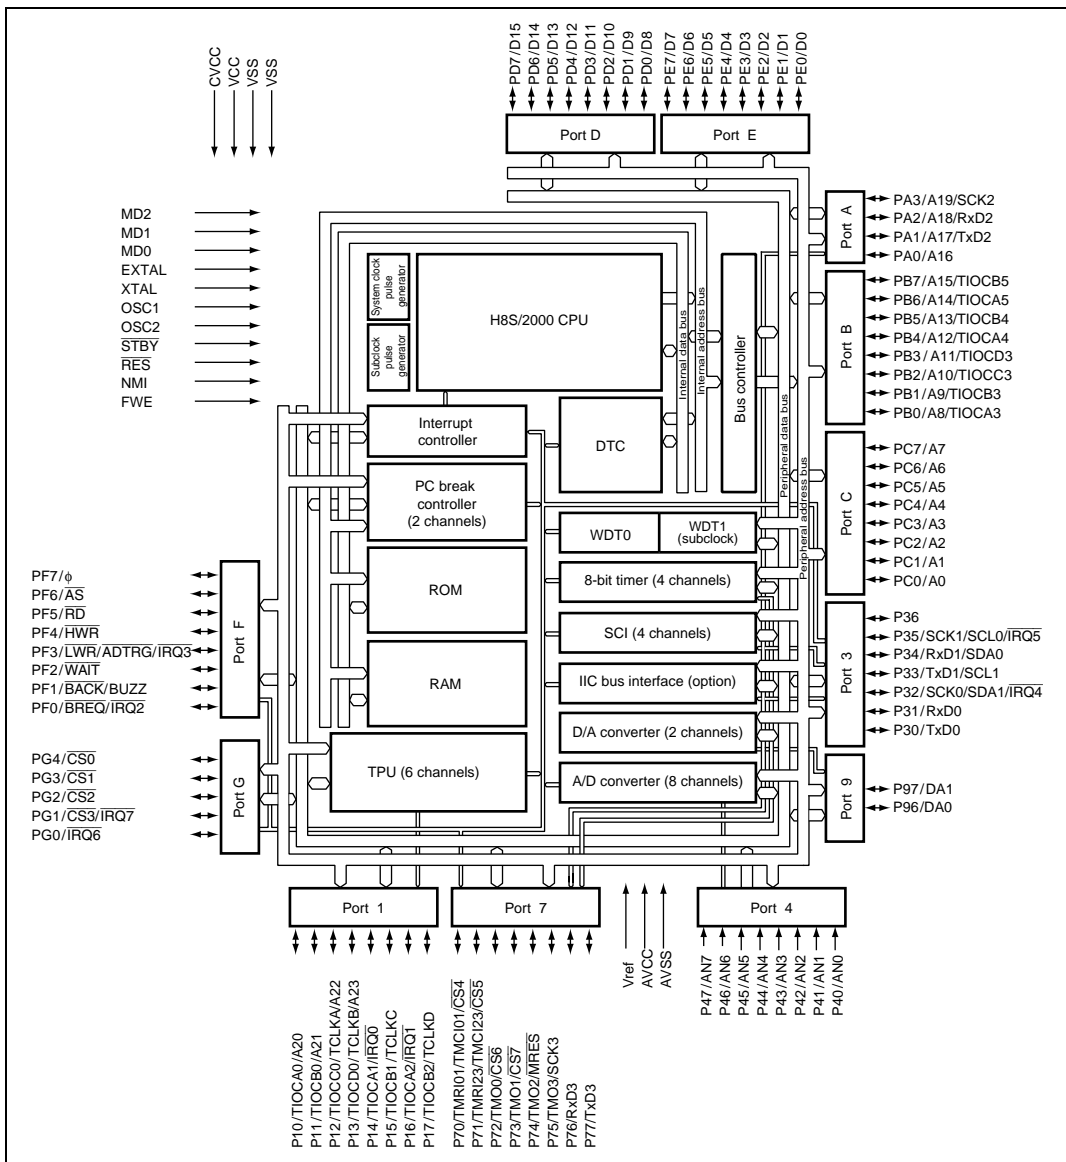 CVCC
VCC
VSS
VSS
PD7/D15
PD6/D14
PD5/D13
PD4/D12
PD3/D11
PD2/D10
PD1/D9
PD0/D8
PE7/D7
PE6/D6
PE5/D5
PE4/D4
PE3/D3
PE2/D2
PE1/D1
PE0/D0
Port D
Port E
MD2
MD1
MD0
EXTAL
XTAL
OSC1
OSC2
STBY
RES
NMI
FWE
System clock
pulse
generator
Subclock
pulse
generator
H8S/2000 CPU
Internal data bus
Internal address bus
Bus controller
Peripheral data bus
Peripheral address bus
Interrupt
controller
DTC
PC break
controller
(2 channels)
WDT0
WDT1
(subclock)
ROM
8-bit timer (4 channels)
SCI (4 channels)
RAM
IIC bus interface (option)
D/A converter (2 channels)
TPU (6 channels)
A/D converter (8 channels)
Port A
PA3/A19/SCK2
PA2/A18/RxD2
PA1/A17/TxD2
PA0/A16
Port B
PB7/A15/TIOCB5
PB6/A14/TIOCA5
PB5/A13/TIOCB4
PB4/A12/TIOCA4
PB3/A11/TIOCD3
PB2/A10/TIOCC3
PB1/A9/TIOCB3
PB0/A8/TIOCA3
Port C
PC7/A7
PC6/A6
PC5/A5
PC4/A4
PC3/A3
PC2/A2
PC1/A1
PC0/A0
Port 3
P36
P35/SCK1/SCL0/IRQ5
P34/RxD1/SDA0
P33/TxD1/SCL1
P32/SCK0/SDA1/IRQ4
P31/RxD0
P30/TxD0
Port 9
P97/DA1
P96/DA0
PF7/ϕ
PF6/AS
PF5/RD
PF4/HWR
PF3/LWR/ADTRG/IRQ3
PF2/WAIT
PF1/BACK/BUZZ
PF0/BREQ/IRQ2
Port F
PG4/CS0
PG3/CS1
PG2/CS2
PG1/CS3/IRQ7
PG0/IRQ6
Port G
Port 1
Port 7
Port 4
P10/TIOCA0/A20
P11/TIOCB0/A21
P12/TIOCC0/TCLKA/A22
P13/TIOCD0/TCLKB/A23
P14/TIOCA1/IRQ0
P15/TIOCB1/TCLKC
P16/TIOCA2/IRQ1
P17/TIOCB2/TCLKD
P70/TMRI01/TMCI01/CS4
P71/TMRI23/TMCI23/CS5
P72/TMO0/CS6
P73/TMO1/CS7
P74/TMO2/MRES
P75/TMO3/SCK3
P76/RxD3
P77/TxD3
Vref
AVCC
AVSS
P47/AN7
P46/AN6
P45/AN5
P44/AN4
P43/AN3
P42/AN2
P41/AN1
P40/AN0